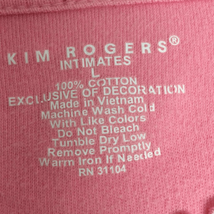 KIM ROGERS®
INTIMATES
L
100% COTTON
EXCLUSIVE OF DECORATION
Made in Vietnam
Machine Wash Cold
With Like Colors
Do Not Bleach
Tumble Dry Low
Remove Promptly
Warm Iron If Needed
RN 31104